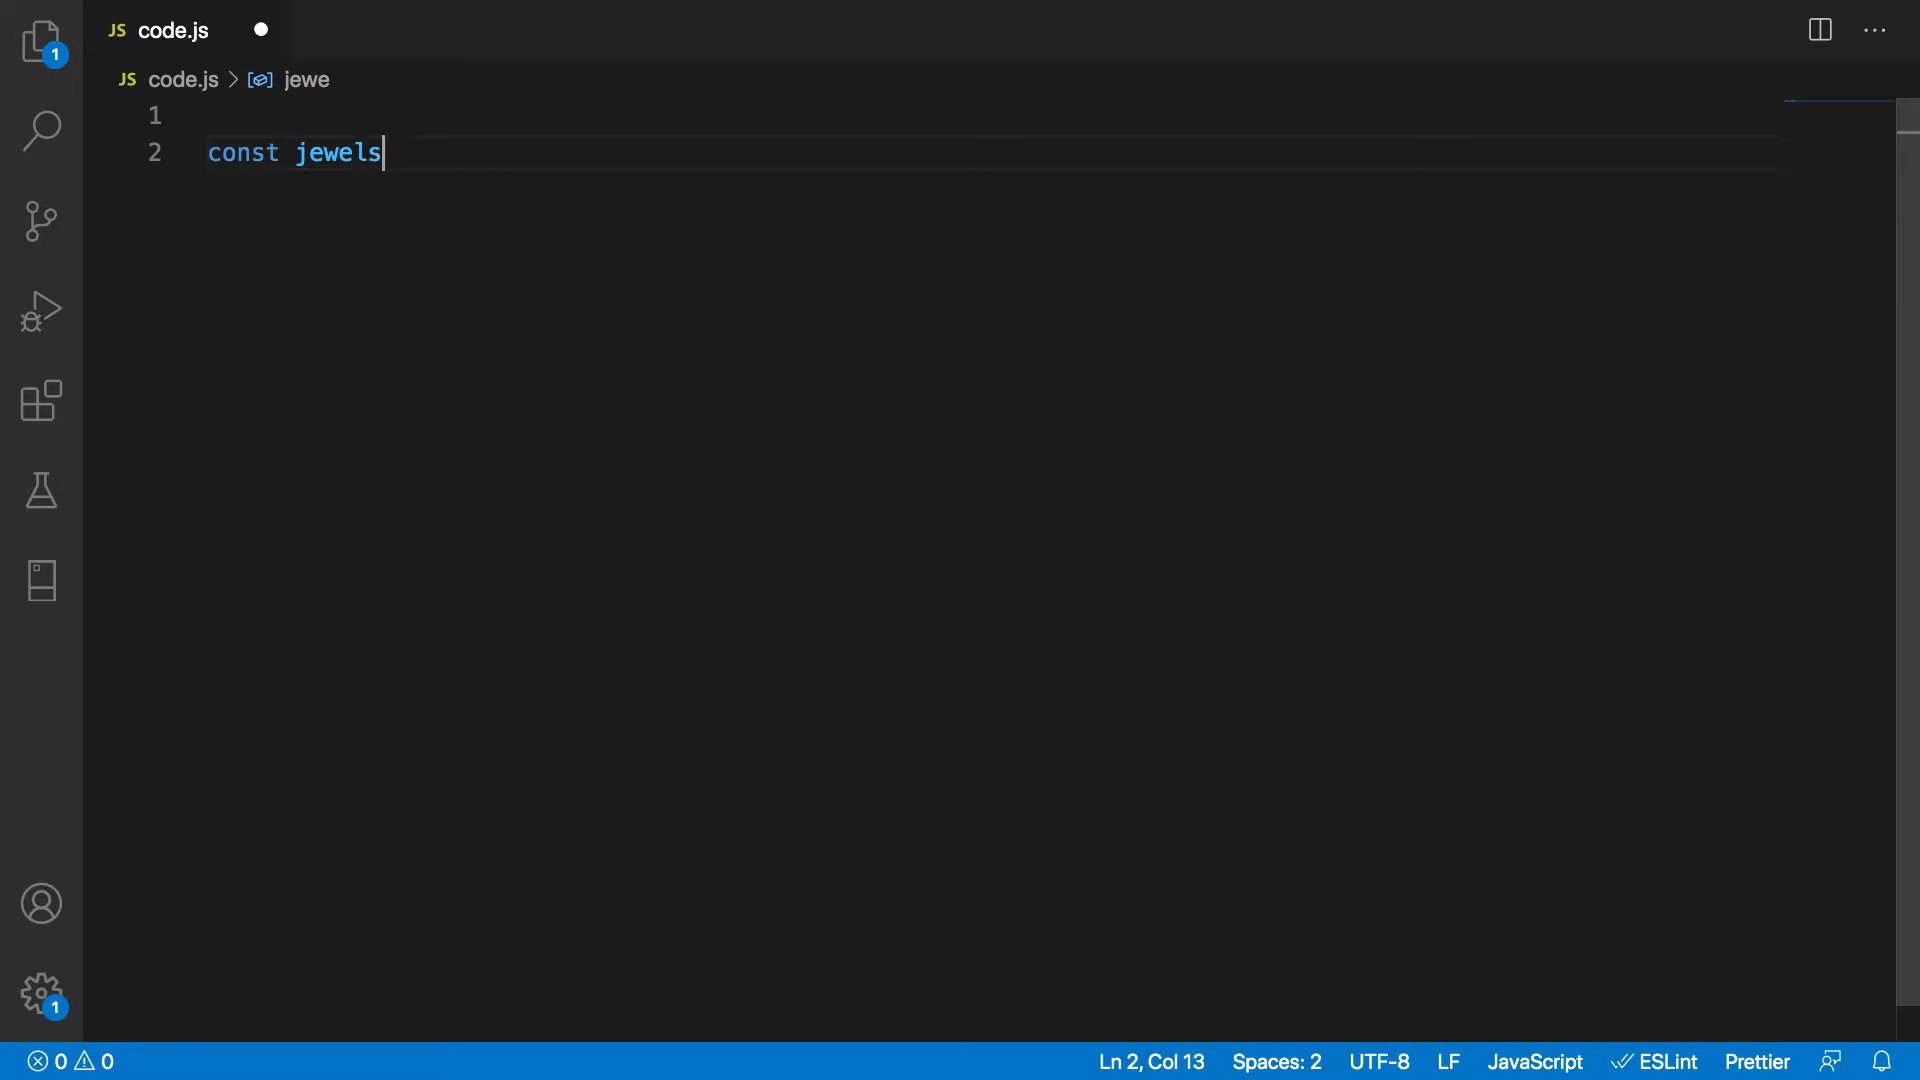 1
JS code.js
JS code.js > jewe
1
2 const jewels
1
0 0 Ln 2, Col 13 Spaces: 2 UTF-8 LF JavaScript ESLint Prettier